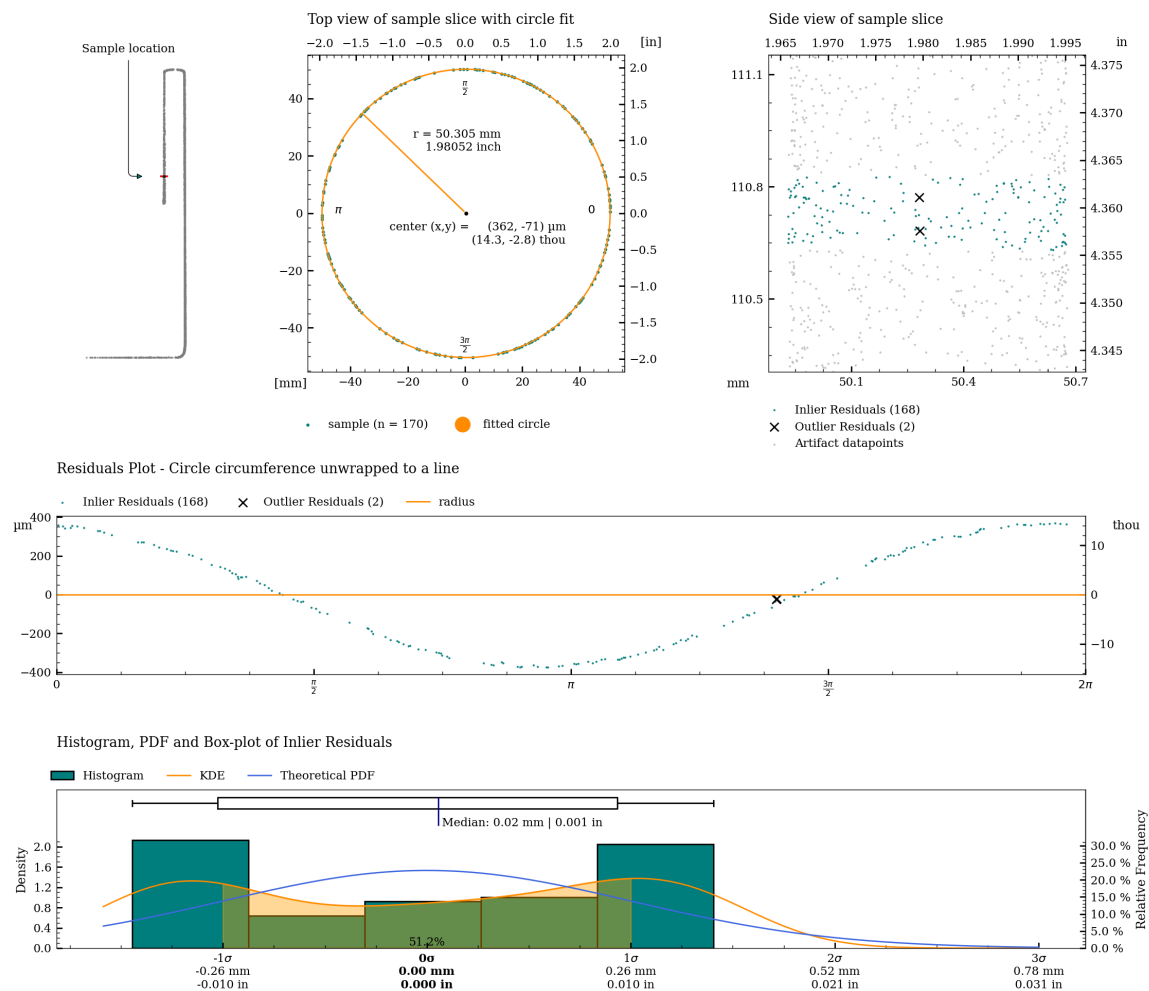 Sample location
Top view of sample slice with circle fit
−2.0 −1.5 −1.0 −0.5 0.0 0.5 1.0 1.5 2.0 [in]
40
20
0
−20
−40
2.0
1.5
1.0
0.5
0.0
−0.5
−1.0
−1.5
−2.0
π/2
r = 50.305 mm
1.98052 inch
π
0
center (x,y) = (362, -71) µm
(14.3, -2.8) thou
3π/2
[mm] −40 −20 0 20 40
sample (n = 170) fitted circle
Side view of sample slice
1.965 1.970 1.975 1.980 1.985 1.990 1.995 in
111.1
110.8
110.5
4.375
4.370
4.365
4.360
4.355
4.350
4.345
mm 50.1 50.4 50.7
Inlier Residuals (168)
Outlier Residuals (2)
Artifact datapoints
Residuals Plot - Circle circumference unwrapped to a line
Inlier Residuals (168) Outlier Residuals (2) radius
µm thou
400
200
0
−200
−400
10
0
−10
0 π/2 π 3π/2 2π
Histogram, PDF and Box-plot of Inlier Residuals
Histogram KDE Theoretical PDF
Median: 0.02 mm | 0.001 in
Density
2.0
1.6
1.2
0.8
0.4
0.0
Relative Frequency
30.0 %
25.0 %
20.0 %
15.0 %
10.0 %
5.0 %
0.0 %
51.2%
-1σ 0σ 1σ 2σ 3σ
-0.26 mm 0.00 mm 0.26 mm 0.52 mm 0.78 mm
-0.010 in 0.000 in 0.010 in 0.021 in 0.031 in